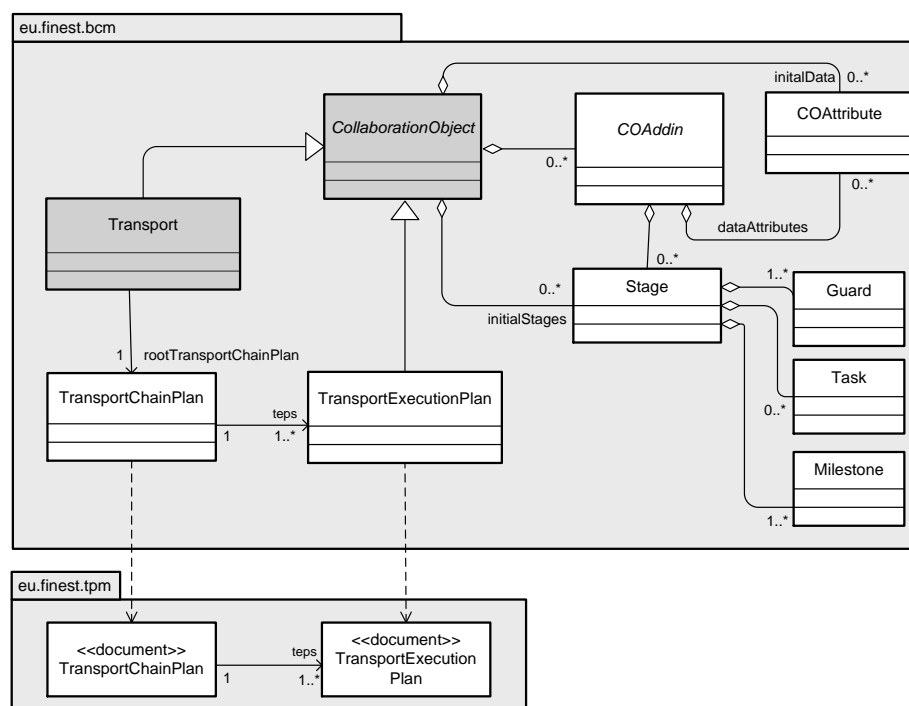 eu.finest.bcm
initalData
0..*
CollaborationObject
COAddin
COAttribute
0..*
0..*
Transport
dataAttributes
0..*
Stage
0..*
1..*
Guard
initialStages
1
rootTransportChainPlan
TransportChainPlan
TransportExecutionPlan
Task
teps
1
1..*
0..*
Milestone
1..*
eu.finest.tpm
<<document>>
TransportChainPlan
teps
1
1..*
<<document>>
TransportExecution
Plan